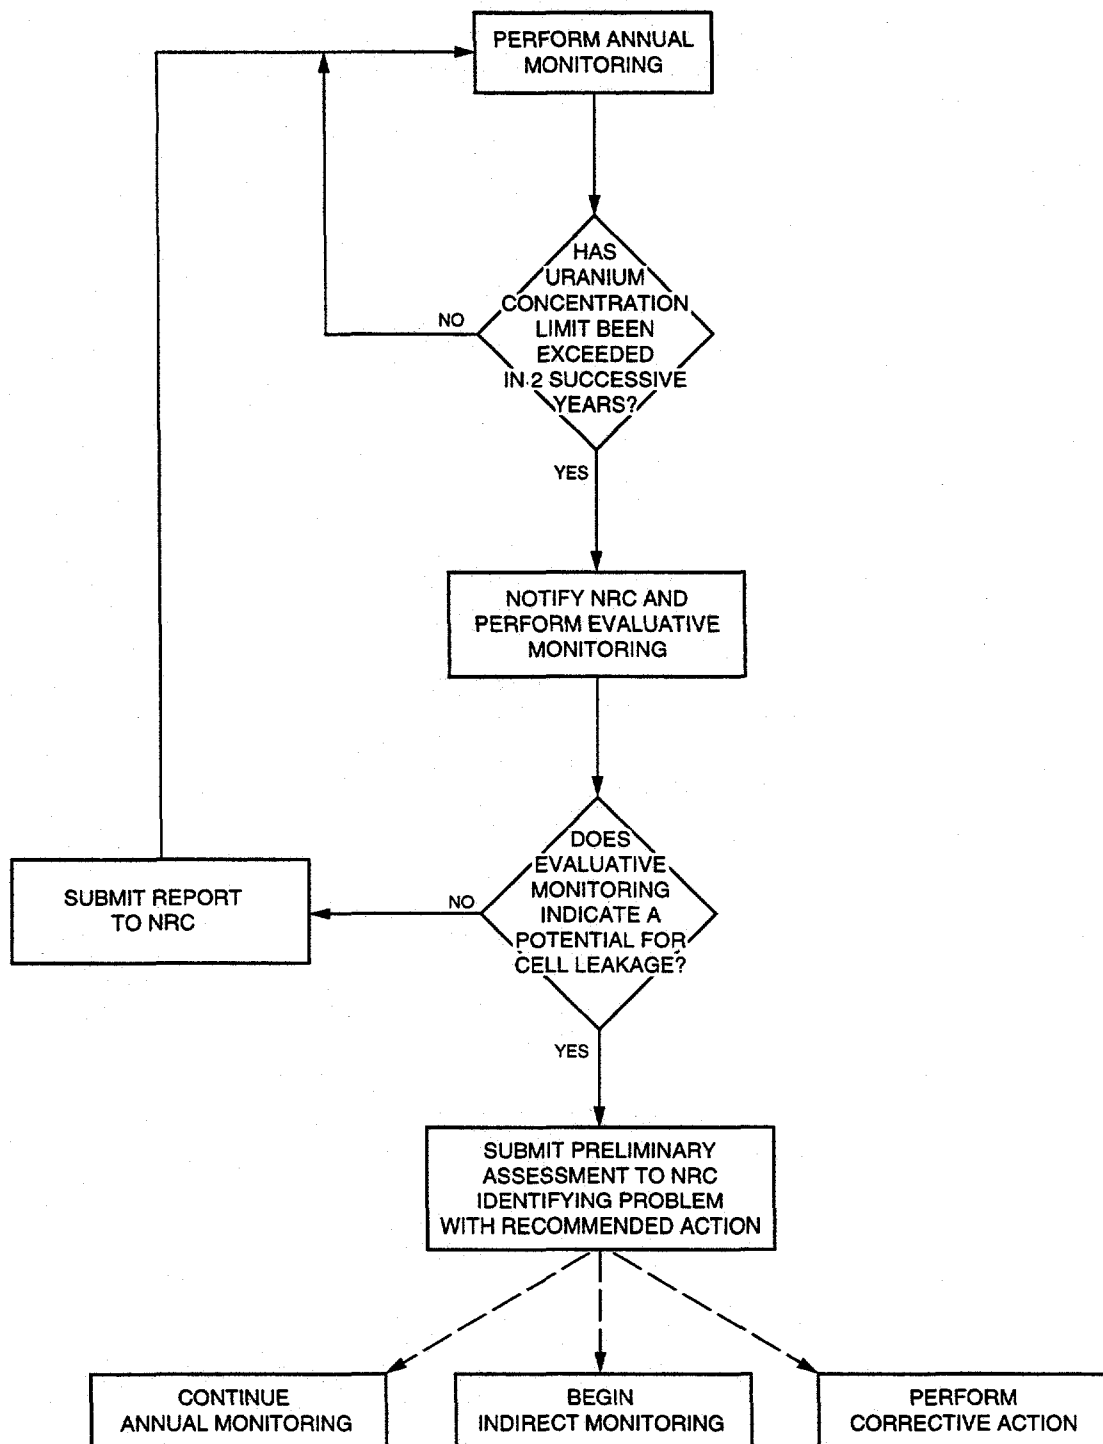 PERFORM ANNUAL
MONITORING
HAS
URANIUM
CONCENTRATION
LIMIT BEEN
EXCEEDED
IN 2 SUCCESSIVE
YEARS?
NO
YES
NOTIFY NRC AND
PERFORM EVALUATIVE
MONITORING
DOES
EVALUATIVE
MONITORING
INDICATE A
POTENTIAL FOR
CELL LEAKAGE?
NO
SUBMIT REPORT
TO NRC
YES
SUBMIT PRELIMINARY
ASSESSMENT TO NRC
IDENTIFYING PROBLEM
WITH RECOMMENDED ACTION
CONTINUE
ANNUAL MONITORING
BEGIN
INDIRECT MONITORING
PERFORM
CORRECTIVE ACTION